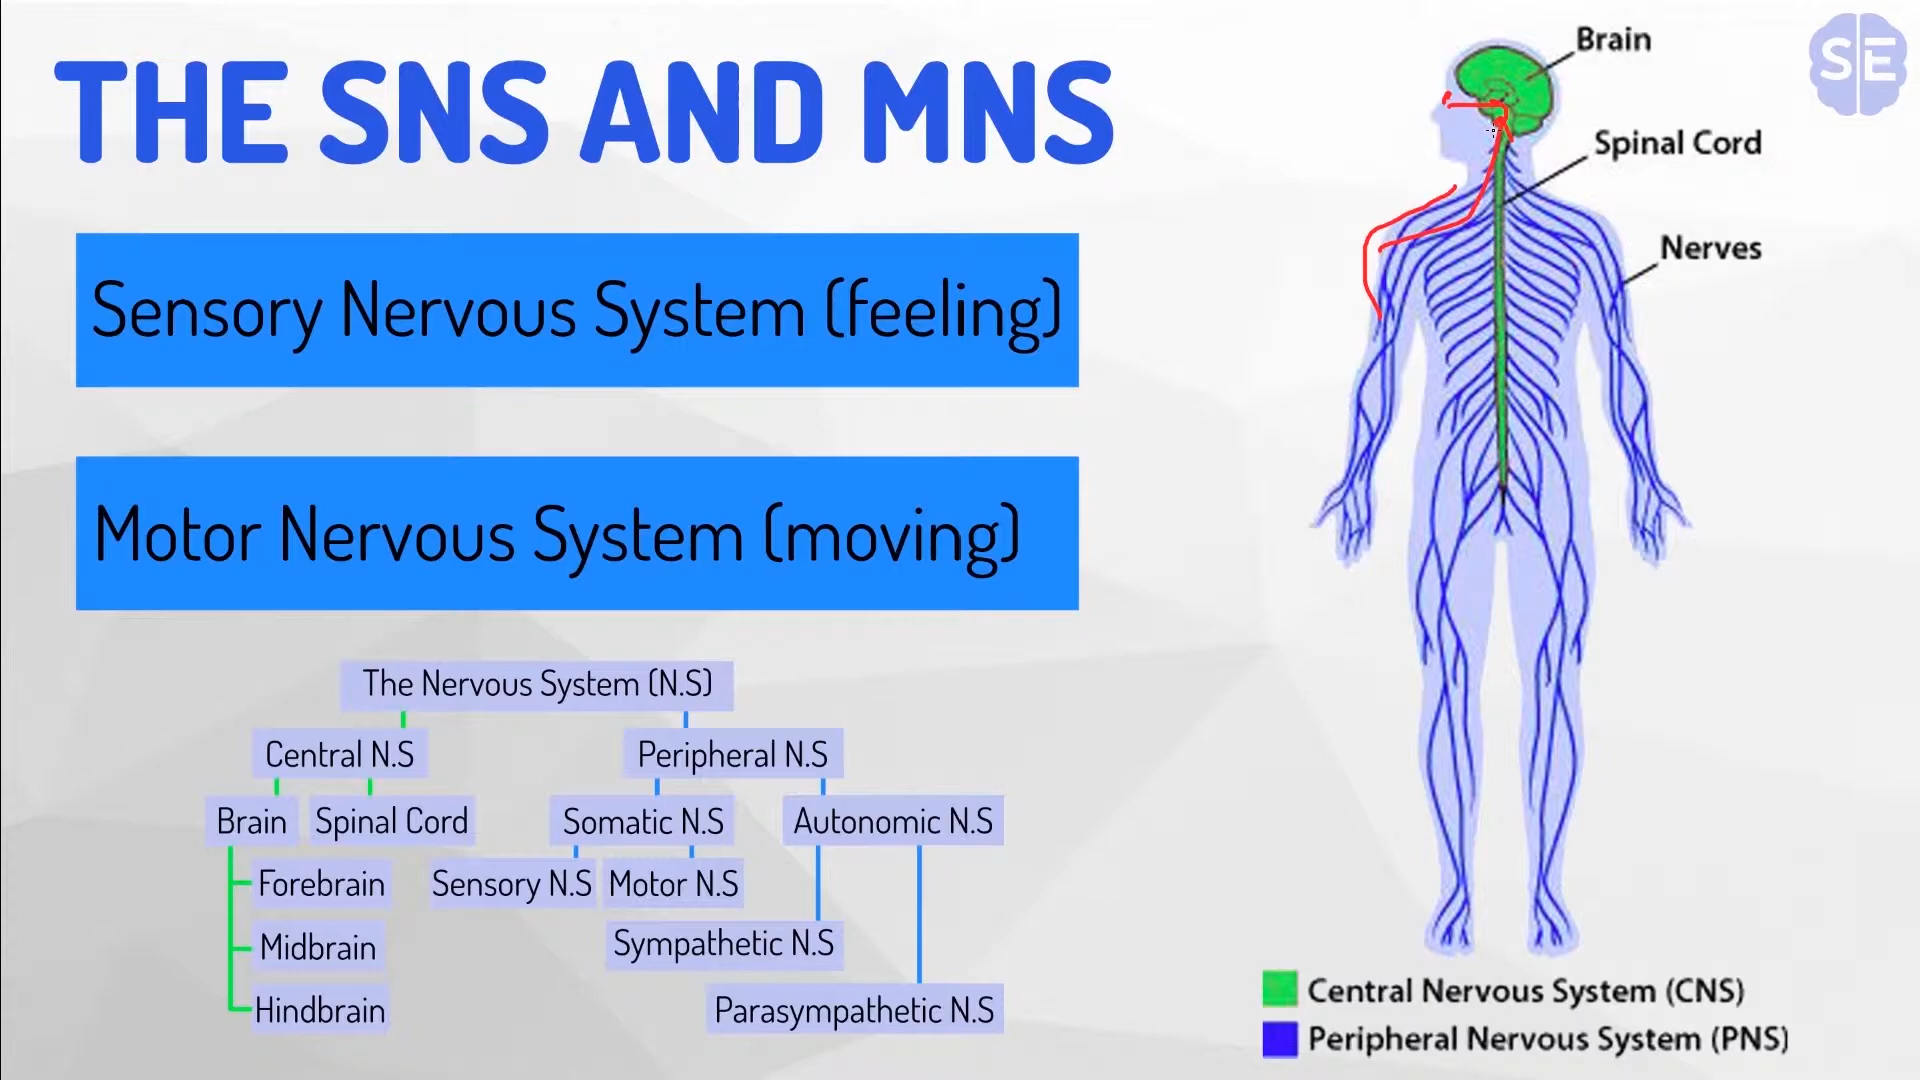 THE SNS AND MNS
SE
Sensory Nervous System (feeling)
Motor Nervous System (moving)
The Nervous System (N.S)
Central N.S
Peripheral N.S
Brain
Spinal Cord
Somatic N.S
Autonomic N.S
Forebrain
Sensory N.S
Motor N.S
Midbrain
Sympathetic N.S
Hindbrain
Parasympathetic N.S
Brain
Spinal Cord
Nerves
Central Nervous System (CNS)
Peripheral Nervous System (PNS)